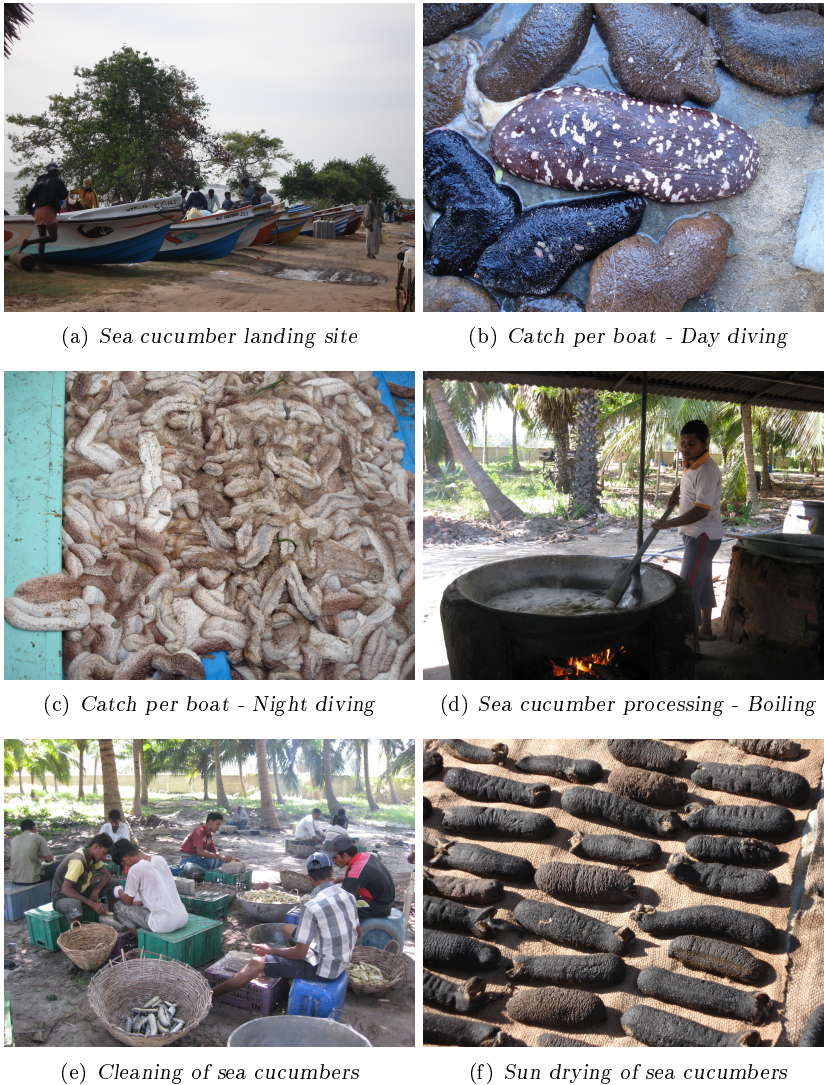 (a) Sea cucumber landing site
(b) Catch per boat - Day diving
(c) Catch per boat - Night diving
(d) Sea cucumber processing - Boiling
(e) Cleaning of sea cucumbers
(f) Sun drying of sea cucumbers